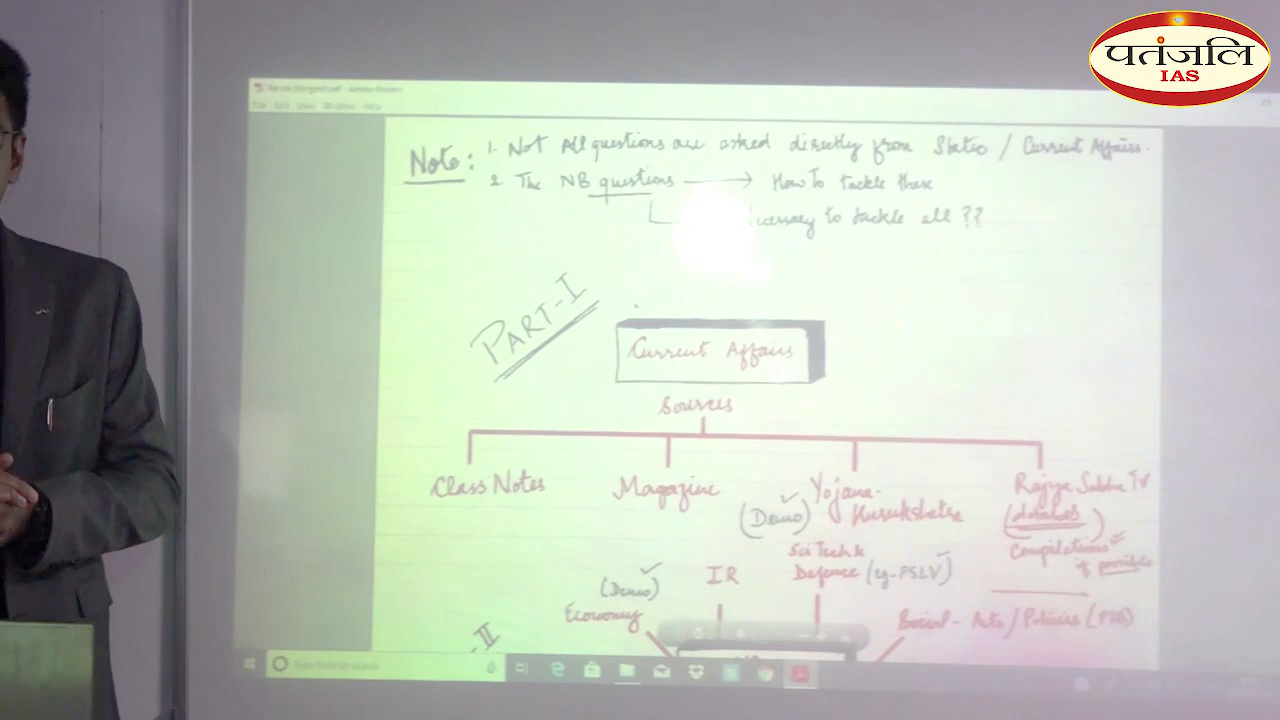 पतंजलि
IAS
Note: 1. Not All questions are asked directly from Static / Current Affairs.
2. The NB questions → How To tackle these
to tackle all ??
PART-I
Current Affairs
Sources
Class Notes Magazine Yojana- Rajya Sabha TV
(Demo) Kurukshetra (debates)
Compilations
if possible
Sci Tech &
(Demo) IR Defence (eg-PSLV)
Economy Social - Acts / Policies
-II